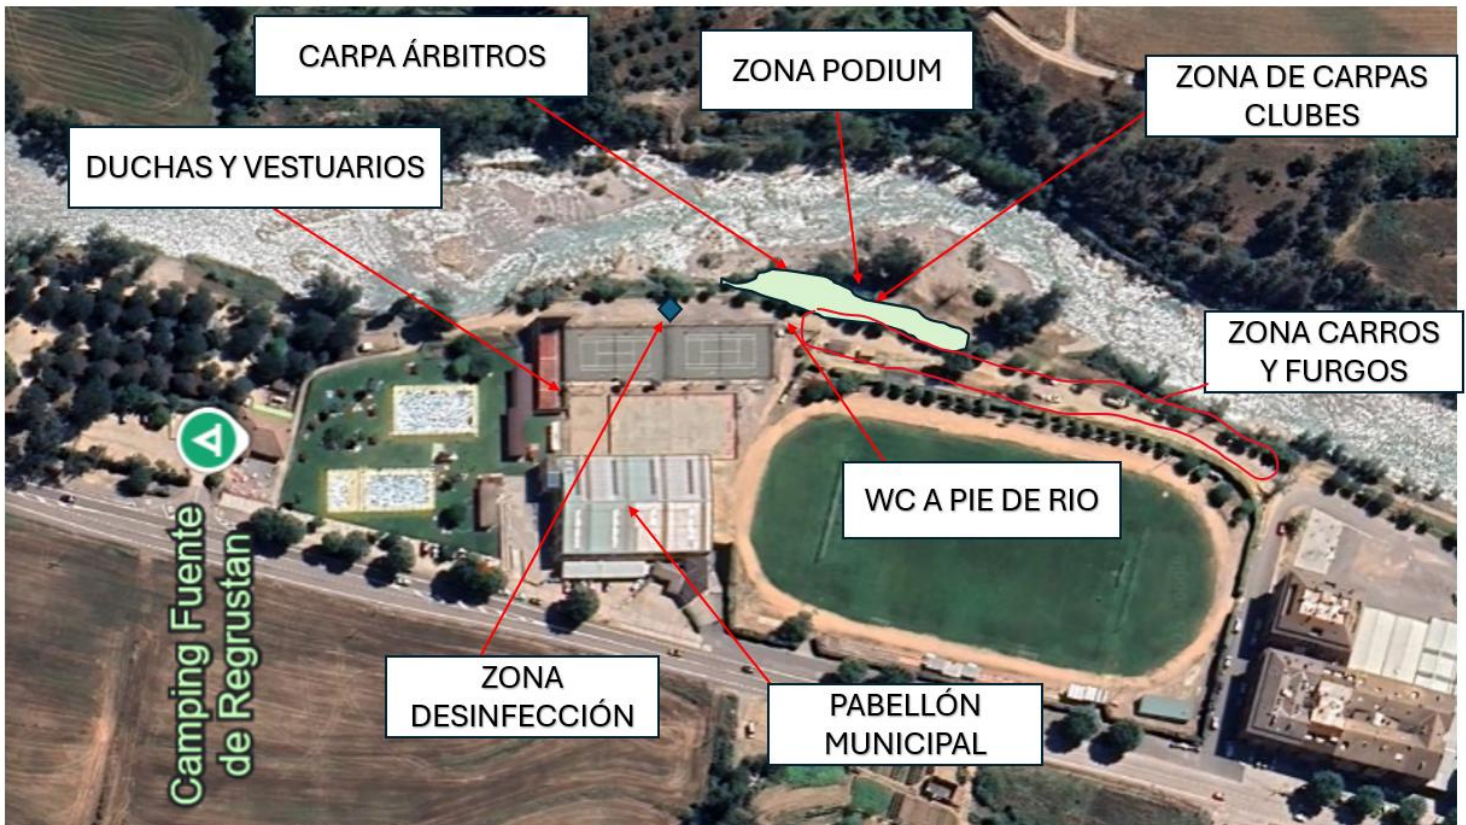 CARPA ÁRBITROS
ZONA PODIUM
ZONA DE CARPAS
CLUBES
DUCHAS Y VESTUARIOS
ZONA CARROS
Y FURGOS
WC A PIE DE RIO
Camping Fuente
de Regrustan
ZONA
DESINFECCIÓN
PABELLÓN
MUNICIPAL